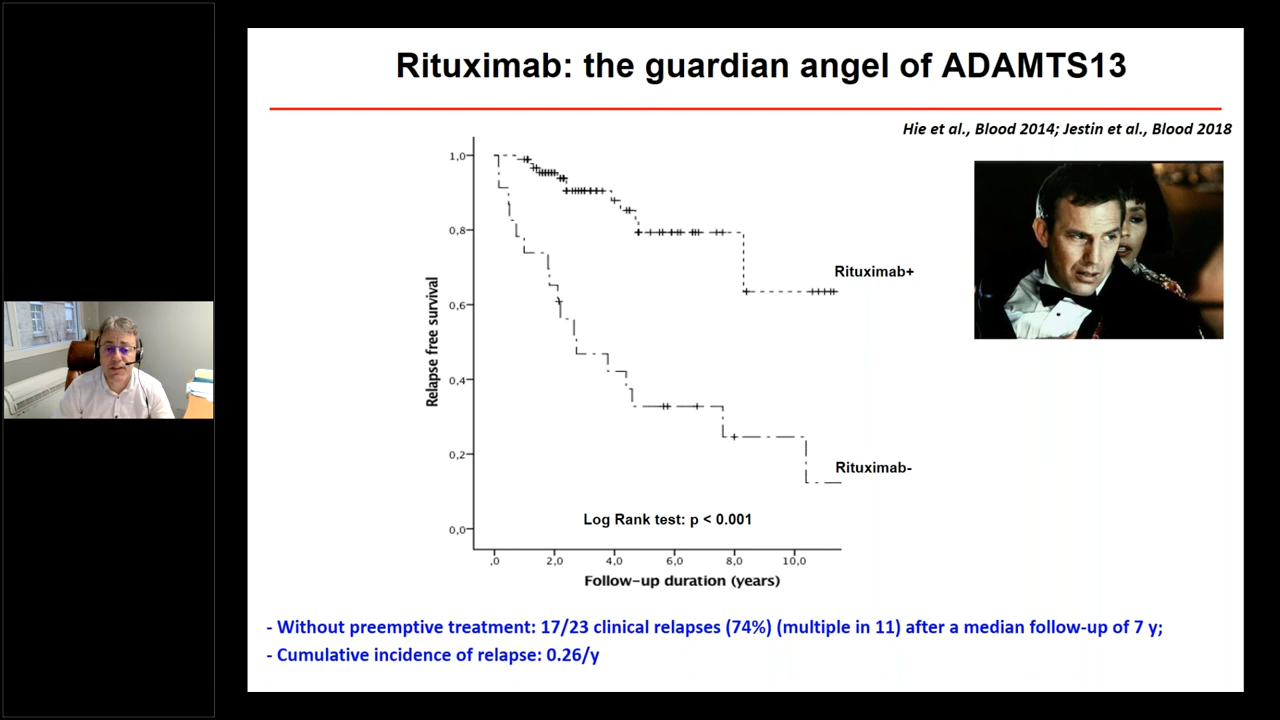 Rituximab: the guardian angel of ADAMTS13
Hie et al., Blood 2014; Jestin et al., Blood 2018
Relapse free survival
1,0
0,8
0,6
0,4
0,2
0,0
Rituximab+
Rituximab-
Log Rank test: p < 0.001
,0 2,0 4,0 6,0 8,0 10,0
Follow-up duration (years)
- Without preemptive treatment: 17/23 clinical relapses (74%) (multiple in 11) after a median follow-up of 7 y;
- Cumulative incidence of relapse: 0.26/y